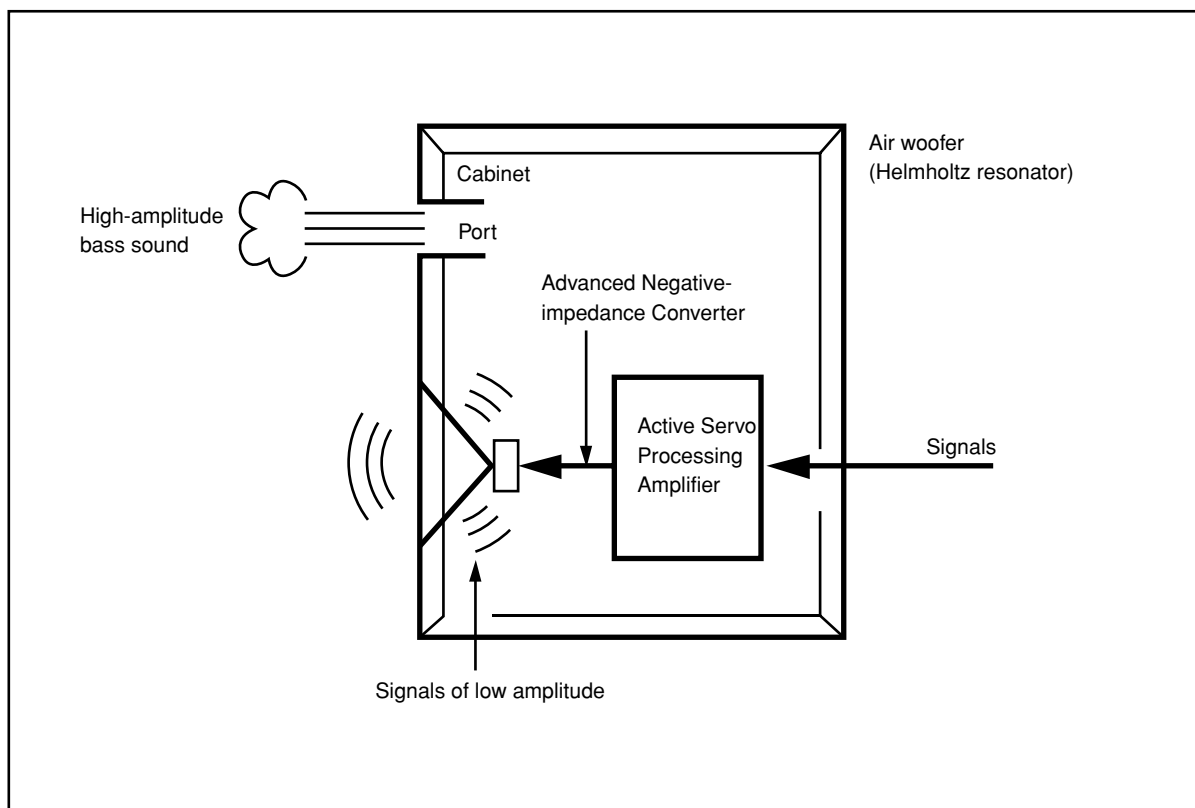 Air woofer
(Helmholtz resonator)
Cabinet
High-amplitude
bass sound
Port
Advanced Negative-
impedance Converter
Active Servo
Processing
Amplifier
Signals
Signals of low amplitude